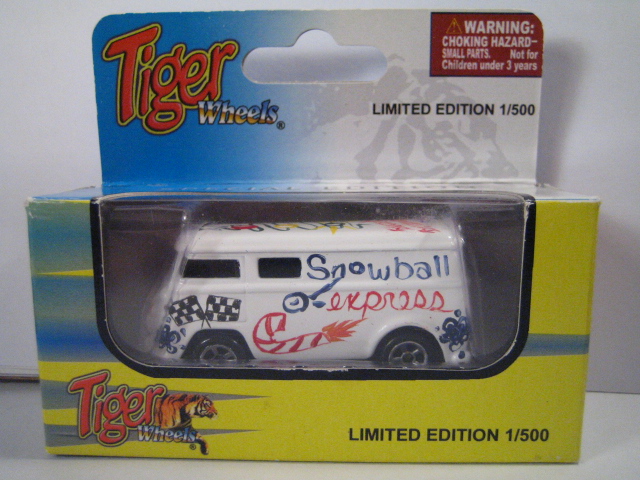 Tiger
Wheels®
WARNING:
CHOKING HAZARD–
SMALL PARTS. Not for
Children under 3 years
LIMITED EDITION 1/500
Snowball
express
Tiger
Wheels®
LIMITED EDITION 1/500